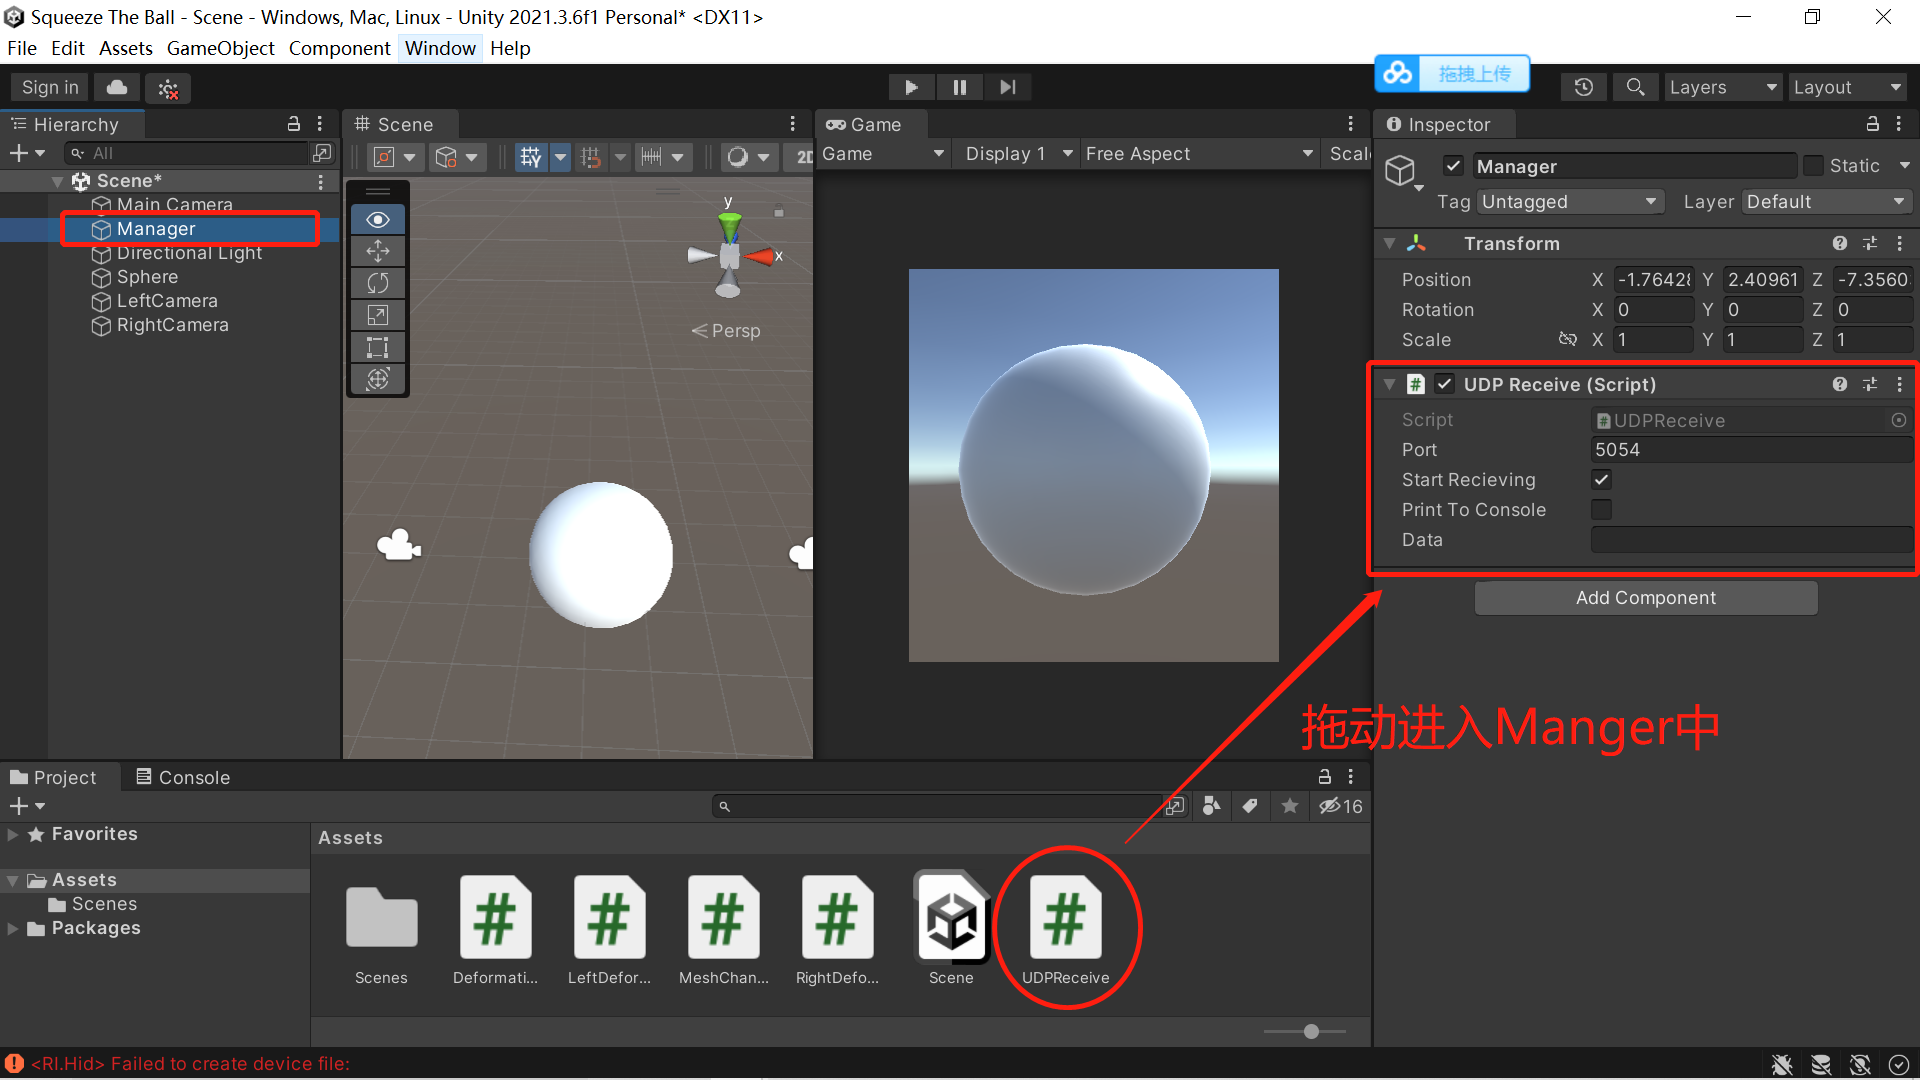 Squeeze The Ball - Scene - Windows, Mac, Linux - Unity 2021.3.6f1 Personal* <DX11>
File Edit Assets GameObject Component Window Help
Sign in
拖拽上传
Layers
Layout
Hierarchy
All
Scene*
Main Camera
Manager
Directional Light
Sphere
LeftCamera
RightCamera
Scene
2D
y
x
Persp
Game
Game Display 1 Free Aspect Scal
Inspector
Manager Static
Tag Untagged Layer Default
Transform
Position X -1.76428 Y 2.40961 Z -7.3560
Rotation X 0 Y 0 Z 0
Scale X 1 Y 1 Z 1
# UDP Receive (Script)
Script # UDPReceive
Port 5054
Start Recieving
Print To Console
Data
Add Component
拖动进入Manger中
Project Console
16
Favorites
Assets
Scenes
Packages
Assets
# # # # #
Scenes Deformati... LeftDefor... MeshChan... RightDefo... Scene UDPReceive
<RI.Hid> Failed to create device file: